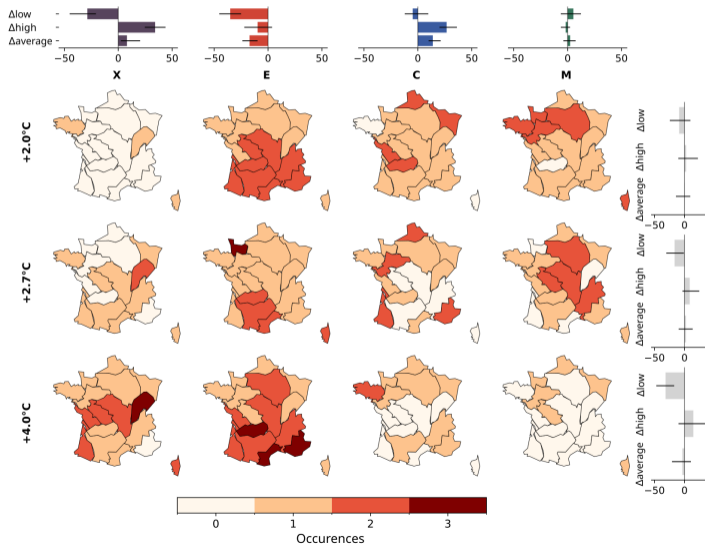 Δlow
Δhigh
Δaverage
−50 0 50 −50 0 50 −50 0 50 −50 0 50
X E C M
+2.0°C
Δlow
Δhigh
Δaverage
−50 0
+2.7°C
Δlow
Δhigh
Δaverage
−50 0
+4.0°C
Δlow
Δhigh
Δaverage
−50 0
0 1 2 3
Occurences